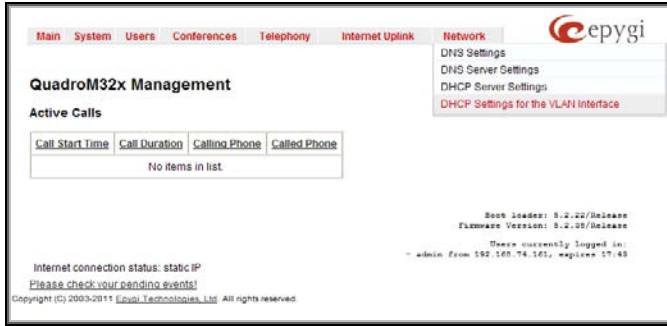 epygi
Main System Users Conferences Telephony Internet Uplink Network
DNS Settings
DNS Server Settings
DHCP Server Settings
DHCP Settings for the VLAN Interface
QuadroM32x Management
Active Calls
Call Start Time Call Duration Calling Phone Called Phone
No items in list.
Boot loader: 5.2.22/Release
Firmware Version: 5.2.38/Release
Users currently logged in:
- admin from 192.168.74.161, expires 17:43
Internet connection status: static IP
Please check your pending events!
Copyright (C) 2003-2011 Epygi Technologies, Ltd. All rights reserved.